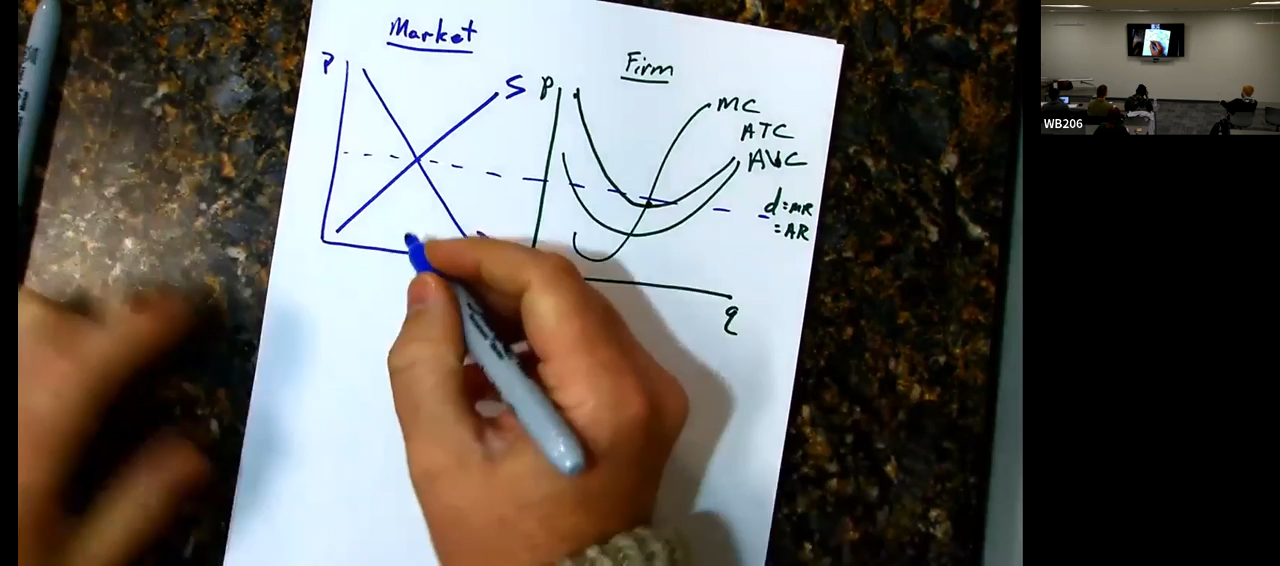 Market
Firm
P
S
P
MC
ATC
AVC
d=MR
=AR
q
WB206